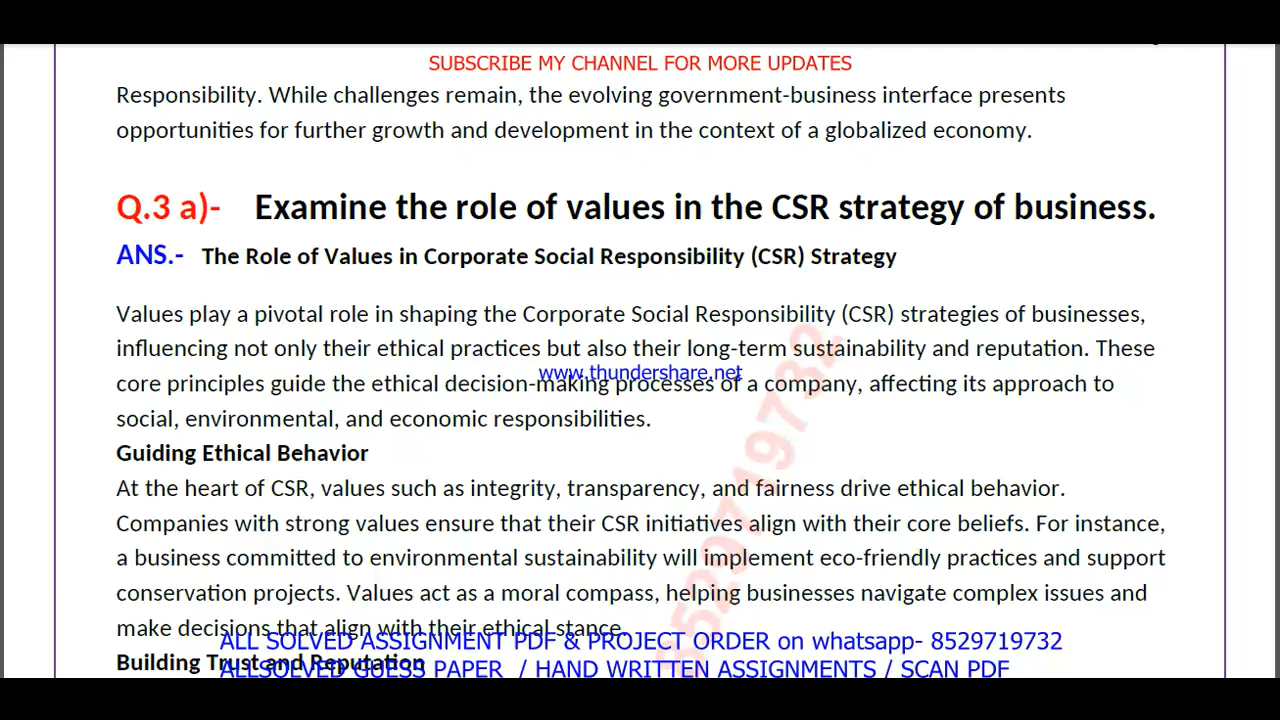 SUBSCRIBE MY CHANNEL FOR MORE UPDATES
Responsibility. While challenges remain, the evolving government-business interface presents
opportunities for further growth and development in the context of a globalized economy.
Q.3 a)- Examine the role of values in the CSR strategy of business.
ANS.- The Role of Values in Corporate Social Responsibility (CSR) Strategy
Values play a pivotal role in shaping the Corporate Social Responsibility (CSR) strategies of businesses,
influencing not only their ethical practices but also their long-term sustainability and reputation. These
www.thundershare.net
core principles guide the ethical decision-making processes of a company, affecting its approach to
social, environmental, and economic responsibilities.
Guiding Ethical Behavior
At the heart of CSR, values such as integrity, transparency, and fairness drive ethical behavior.
Companies with strong values ensure that their CSR initiatives align with their core beliefs. For instance,
a business committed to environmental sustainability will implement eco-friendly practices and support
conservation projects. Values act as a moral compass, helping businesses navigate complex issues and
make decisions that align with their ethical stance.
ALL SOLVED ASSIGNMENT PDF & PROJECT ORDER on whatsapp- 8529719732
Building Trust and Reputation
ALLSOLVED GUESS PAPER / HAND WRITTEN ASSIGNMENTS / SCAN PDF
8529719732